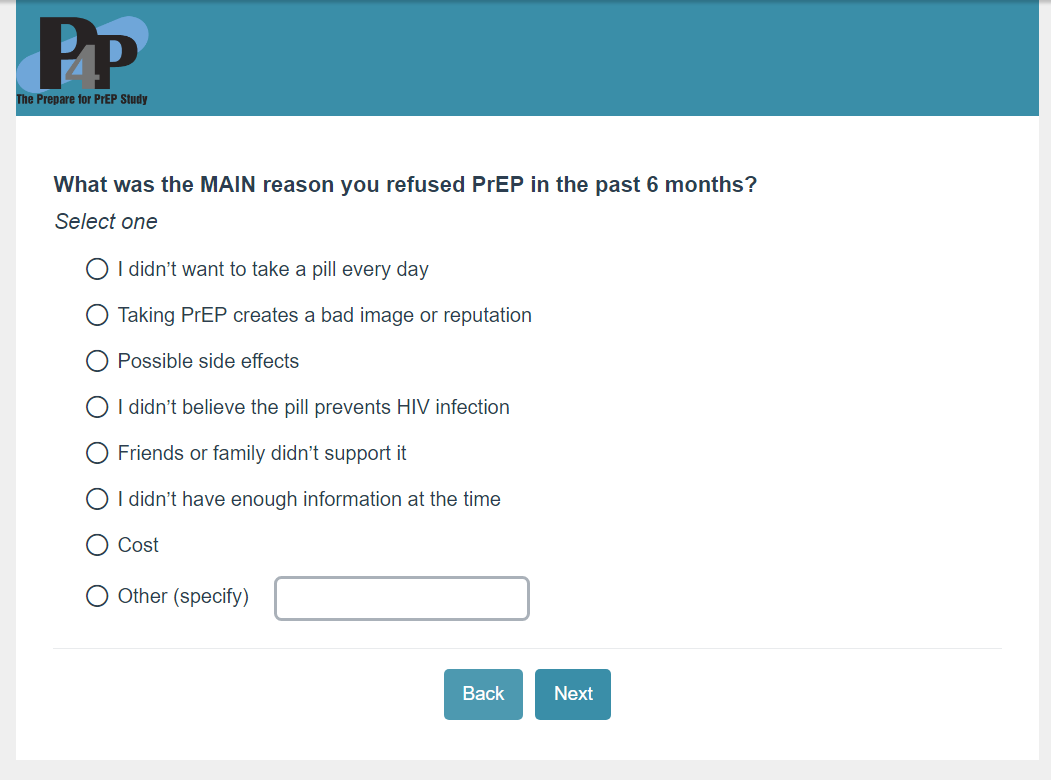 P4P
The Prepare for PrEP Study
What was the MAIN reason you refused PrEP in the past 6 months?
Select one
I didn’t want to take a pill every day
Taking PrEP creates a bad image or reputation
Possible side effects
I didn’t believe the pill prevents HIV infection
Friends or family didn’t support it
I didn’t have enough information at the time
Cost
Other (specify)
Back Next